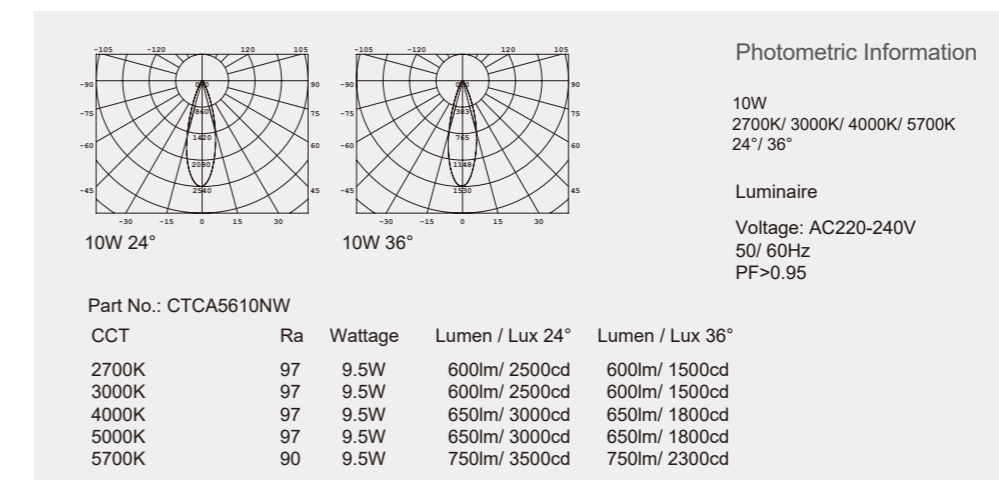 -105 -120 120 105
-90 90
-75 75
-60 60
-45 45
-30 -15 0 15 30
1420
2540
10W 24°
-105 -120 120 105
-90 90
-75 75
-60 60
-45 45
-30 -15 0 15 30
383
765
1148
1530
10W 36°
Photometric Information
10W
2700K/ 3000K/ 4000K/ 5700K
24°/ 36°
Luminaire
Voltage: AC220-240V
50/ 60Hz
PF>0.95
Part No.: CTCA5610NW
CCT Ra Wattage Lumen / Lux 24° Lumen / Lux 36°
2700K 97 9.5W 600lm/ 2500cd 600lm/ 1500cd
3000K 97 9.5W 600lm/ 2500cd 600lm/ 1500cd
4000K 97 9.5W 650lm/ 3000cd 650lm/ 1800cd
5000K 97 9.5W 650lm/ 3000cd 650lm/ 1800cd
5700K 90 9.5W 750lm/ 3500cd 750lm/ 2300cd